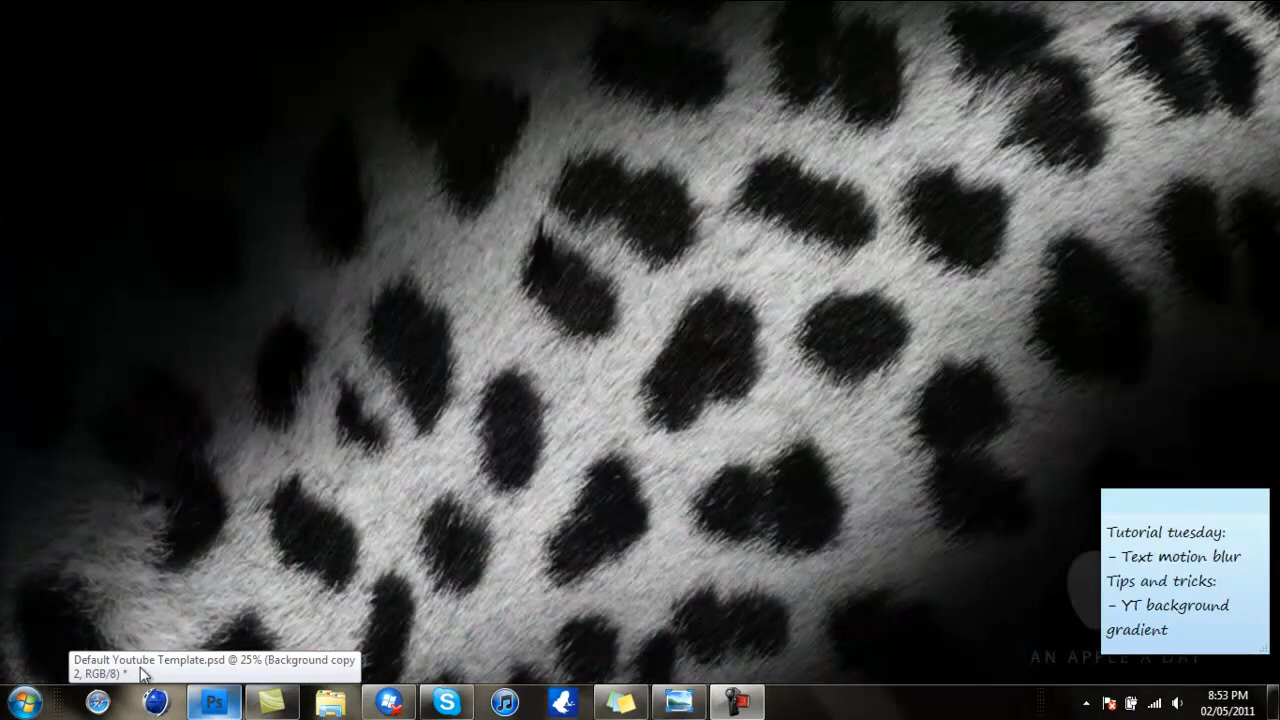 Tutorial tuesday:
- Text motion blur
Tips and tricks:
- YT background
gradient
AN APPLE A DAY
Default Youtube Template.psd @ 25% (Background copy
2, RGB/8) *
Ps
8:53 PM
02/05/2011